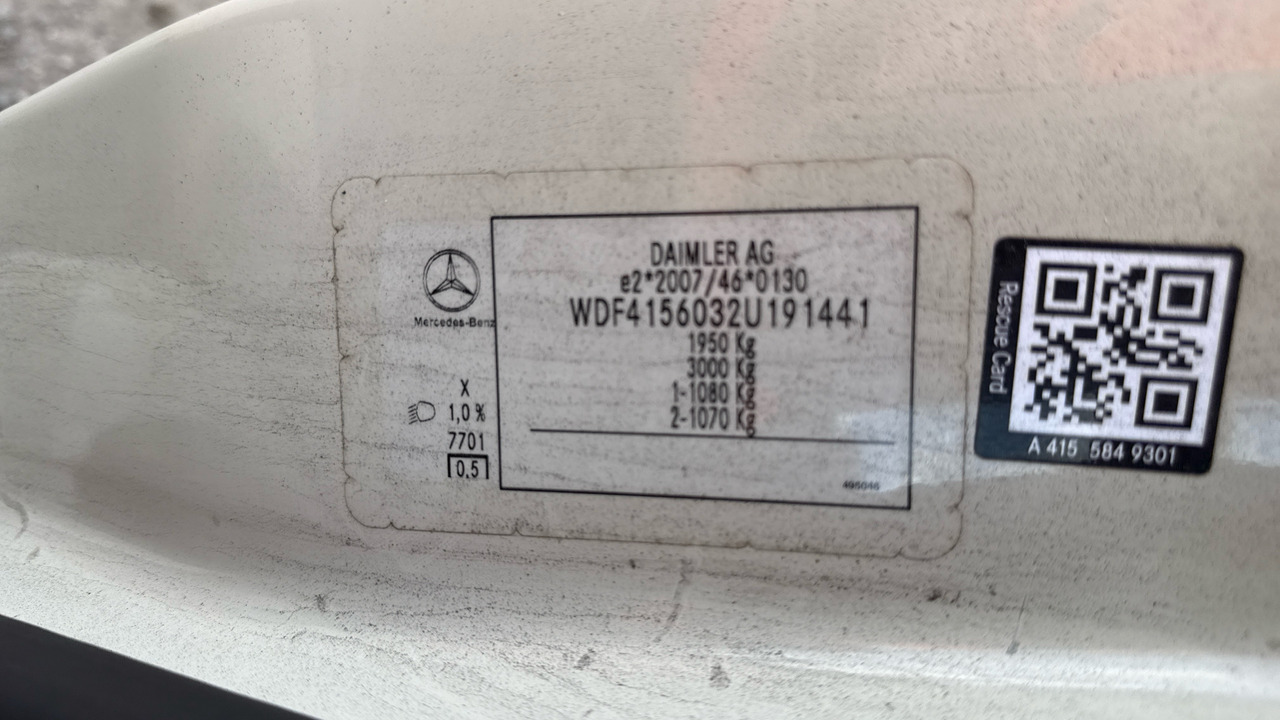 DAIMLER AG
e2*2007/46*0130
WDF4156032U191441
1950 Kg
3000 Kg
1-1080 Kg
2-1070 Kg
495046
Mercedes-Benz
X
1,0 %
7701
0.5
Rescue Card
A 415 584 9301